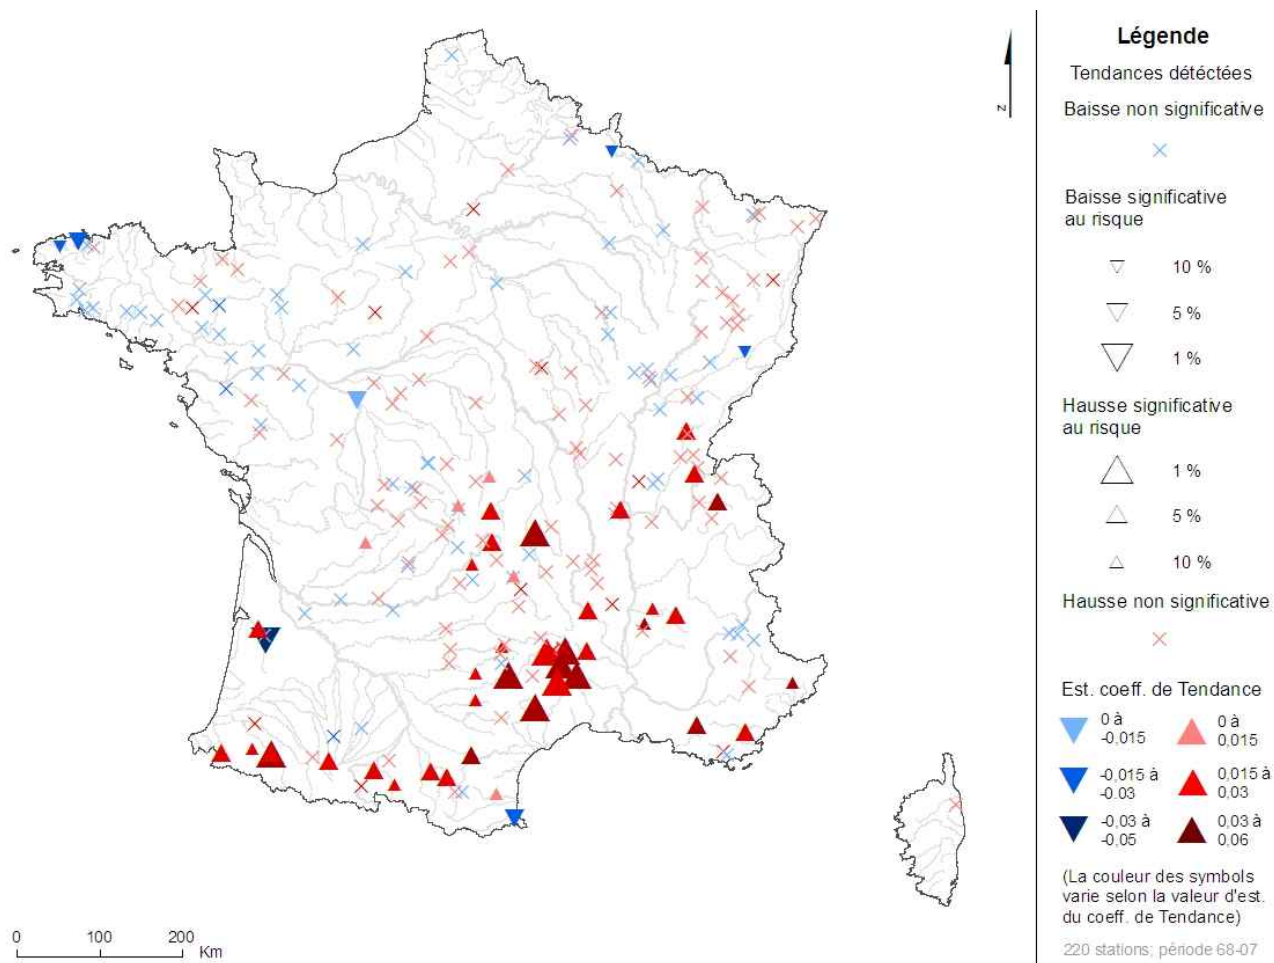 Légende
Tendances détéctées
Baisse non significative
Baisse significative
au risque
10 %
5 %
1 %
Hausse significative
au risque
1 %
5 %
10 %
Hausse non significative
Est. coeff. de Tendance
0 à
-0,015
0 à
0,015
-0,015 à
-0.03
0,015 à
0,03
-0,03 à
-0,05
0,03 à
0,06
(La couleur des symbols
varie selon la valeur d'est.
du coeff. de Tendance)
220 stations; période 68-07
z
0 100 200
Km